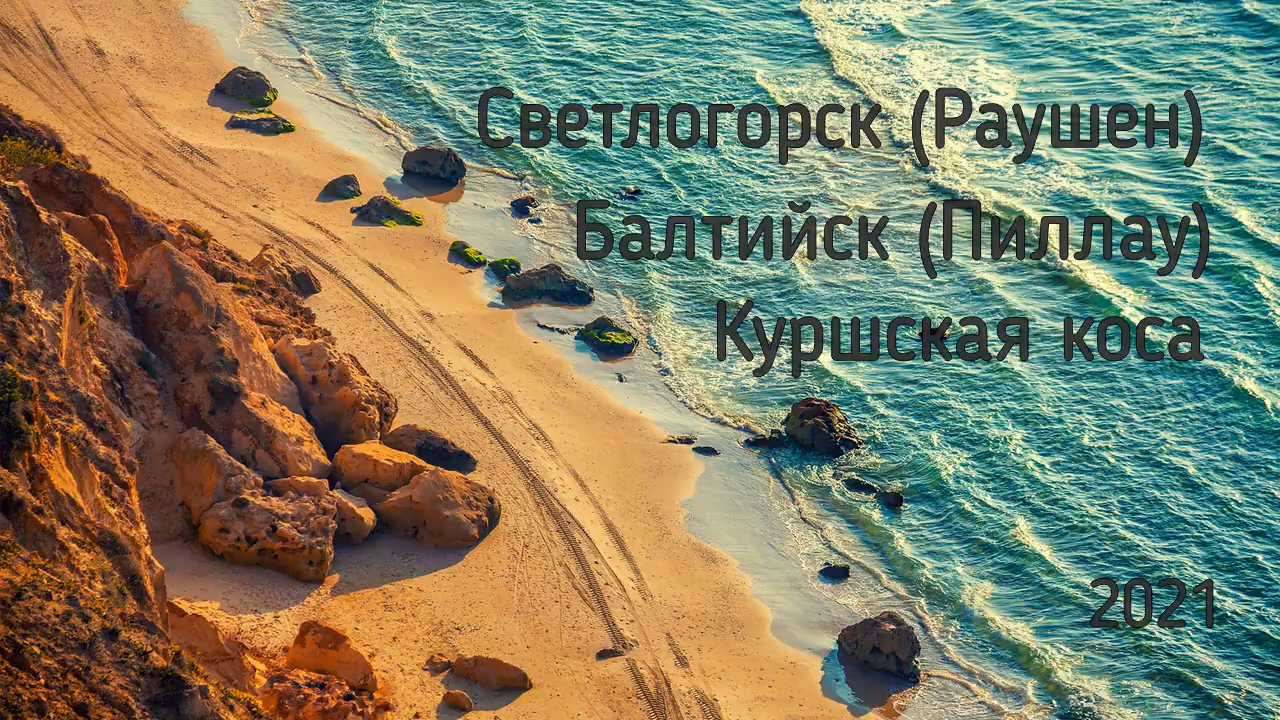 Светлогорск (Раушен)
Балтийск (Пиллау)
Куршская коса
2021